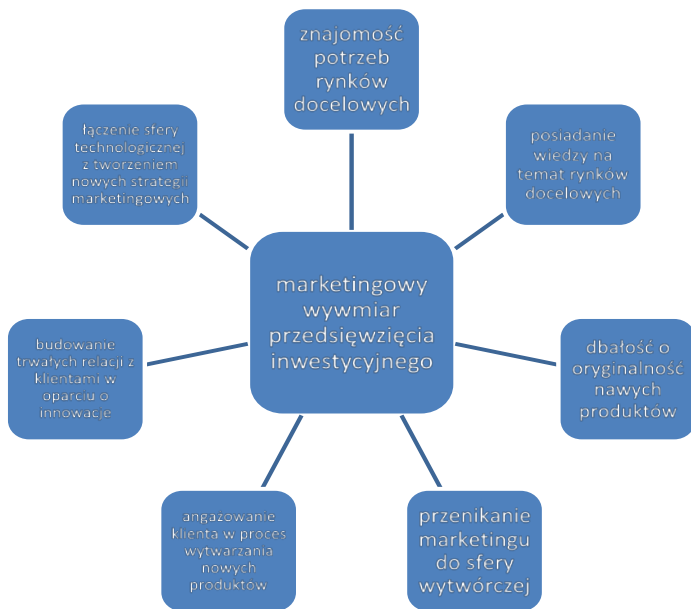 znajomość
potrzeb
rynków
docelowych
posiadanie
wiedzy na
temat rynków
docelowych
dbałość o
oryginalność
nawych
produktów
przenikanie
marketingu
do sfery
wytwórczej
angazowanie
klienta w proces
wytwarzania
nowych
produktów
budowanie
trwałych relacji z
klientami w
oparciu o
innowacje
łączenie sfery
technologicznej
z tworzeniem
nowych strategii
marketingowych
marketingowy
wywmiar
przedsięwzięcia
inwestycyjnego